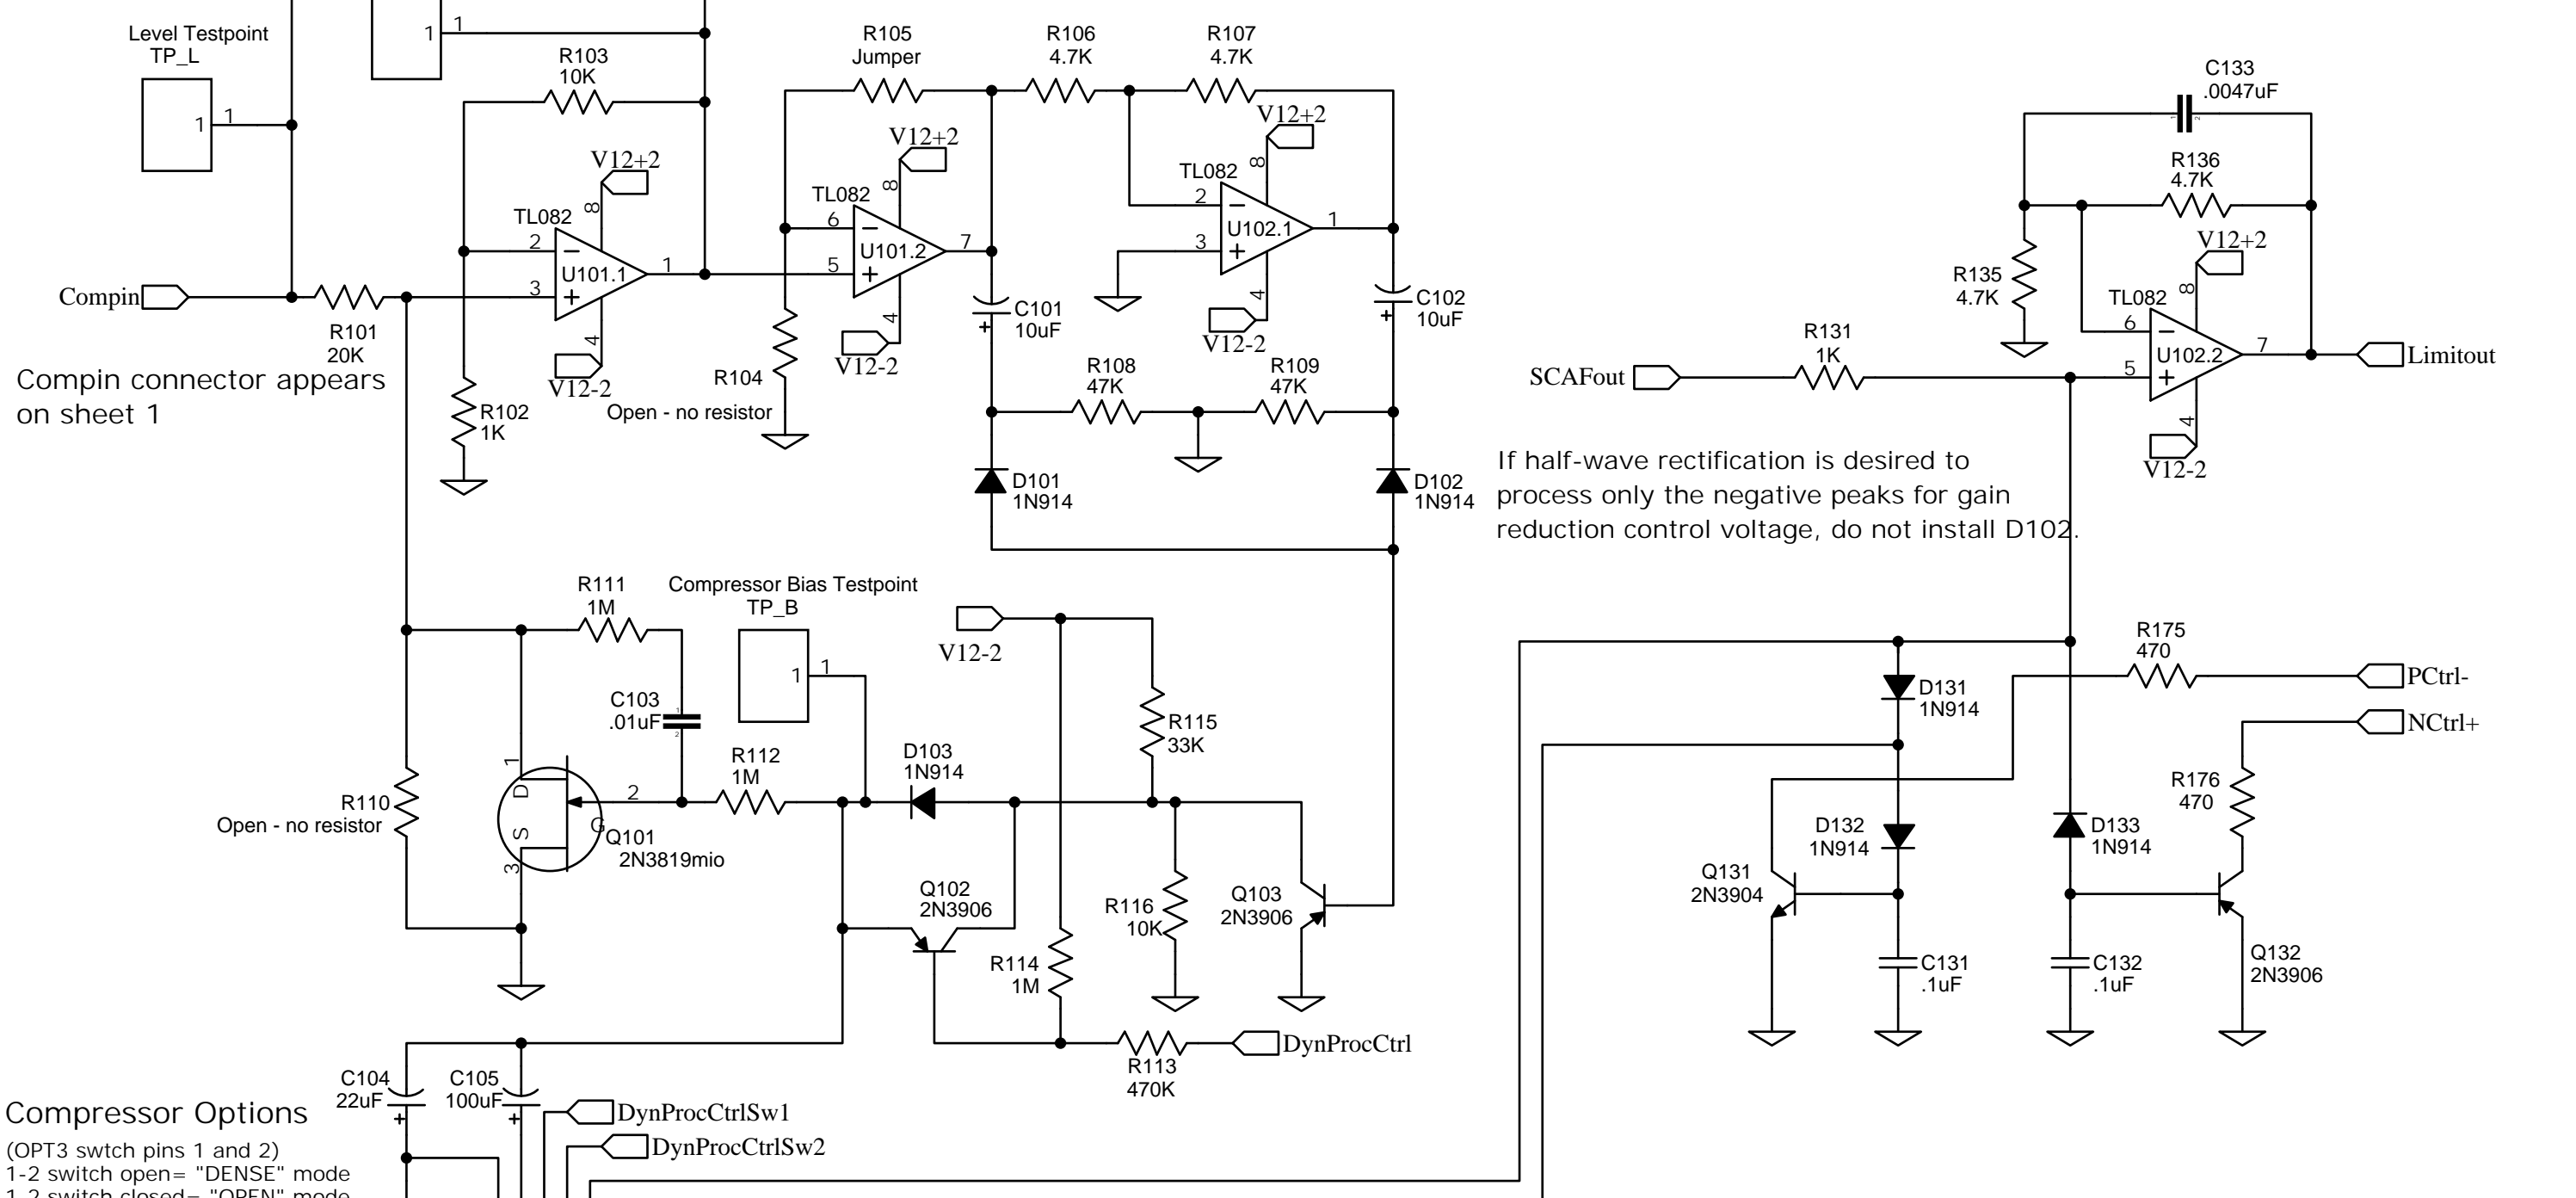 Level Testpoint
TP_L
1
1
1
1
R103
10K
R105
Jumper
R106
4.7K
R107
4.7K
C133
.0047uF
R136
4.7K
V12+2
V12+2
V12+2
V12+2
TL082
8
2
3
U101.1
1
4
V12-2
TL082
8
6
5
U101.2
7
4
V12-2
TL082
8
2
3
U102.1
1
4
V12-2
TL082
8
6
5
U102.2
7
4
V12-2
Compin
R101
20K
Compin connector appears
on sheet 1
R102
1K
R104
Open - no resistor
C101
10uF
C102
10uF
R108
47K
R109
47K
R135
4.7K
R131
1K
SCAFout
Limitout
D101
1N914
D102
1N914
If half-wave rectification is desired to
process only the negative peaks for gain
reduction control voltage, do not install D102.
R111
1M
Compressor Bias Testpoint
TP_B
1
1
V12-2
C103
.01uF
R112
1M
D103
1N914
R115
33K
R110
Open - no resistor
1
D
S
3
2
G
Q101
2N3819mio
Q102
2N3906
R116
10K
Q103
2N3906
R114
1M
R113
470K
DynProcCtrl
R175
470
PCtrl-
NCtrl+
D131
1N914
R176
470
D132
1N914
D133
1N914
Q131
2N3904
C131
.1uF
C132
.1uF
Q132
2N3906
C104
22uF
C105
100uF
DynProcCtrlSw1
DynProcCtrlSw2
Compressor Options
(OPT3 swtch pins 1 and 2)
1-2 switch open= "DENSE" mode
1-2 switch closed= "OPEN" mode